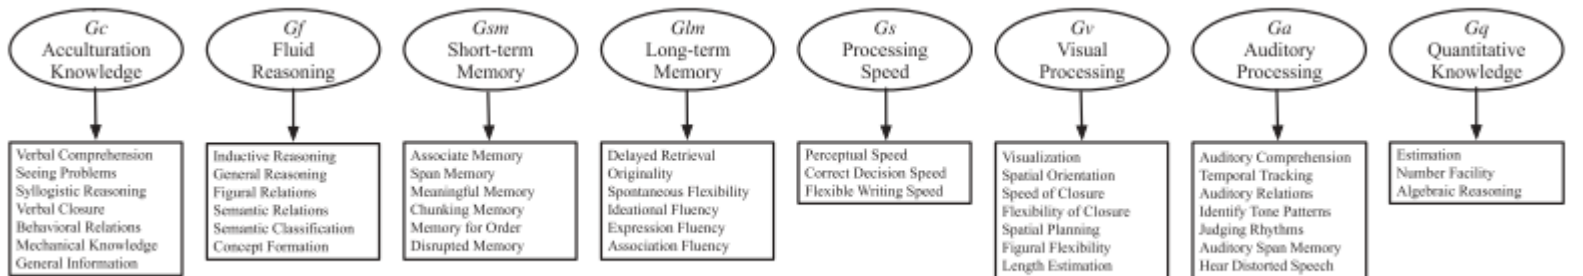 Gc
Acculturation
Knowledge
Verbal Comprehension
Seeing Problems
Syllogistic Reasoning
Verbal Closure
Behavioral Relations
Mechanical Knowledge
General Information
Gf
Fluid
Reasoning
Inductive Reasoning
General Reasoning
Figural Relations
Semantic Relations
Semantic Classification
Concept Formation
Gsm
Short-term
Memory
Associate Memory
Span Memory
Meaningful Memory
Chunking Memory
Memory for Order
Disrupted Memory
Glm
Long-term
Memory
Delayed Retrieval
Originality
Spontaneous Flexibility
Ideational Fluency
Expression Fluency
Association Fluency
Gs
Processing
Speed
Perceptual Speed
Correct Decision Speed
Flexible Writing Speed
Gv
Visual
Processing
Visualization
Spatial Orientation
Speed of Closure
Flexibility of Closure
Spatial Planning
Figural Flexibility
Length Estimation
Ga
Auditory
Processing
Auditory Comprehension
Temporal Tracking
Auditory Relations
Identify Tone Patterns
Judging Rhythms
Auditory Span Memory
Hear Distorted Speech
Gq
Quantitative
Knowledge
Estimation
Number Facility
Algebraic Reasoning